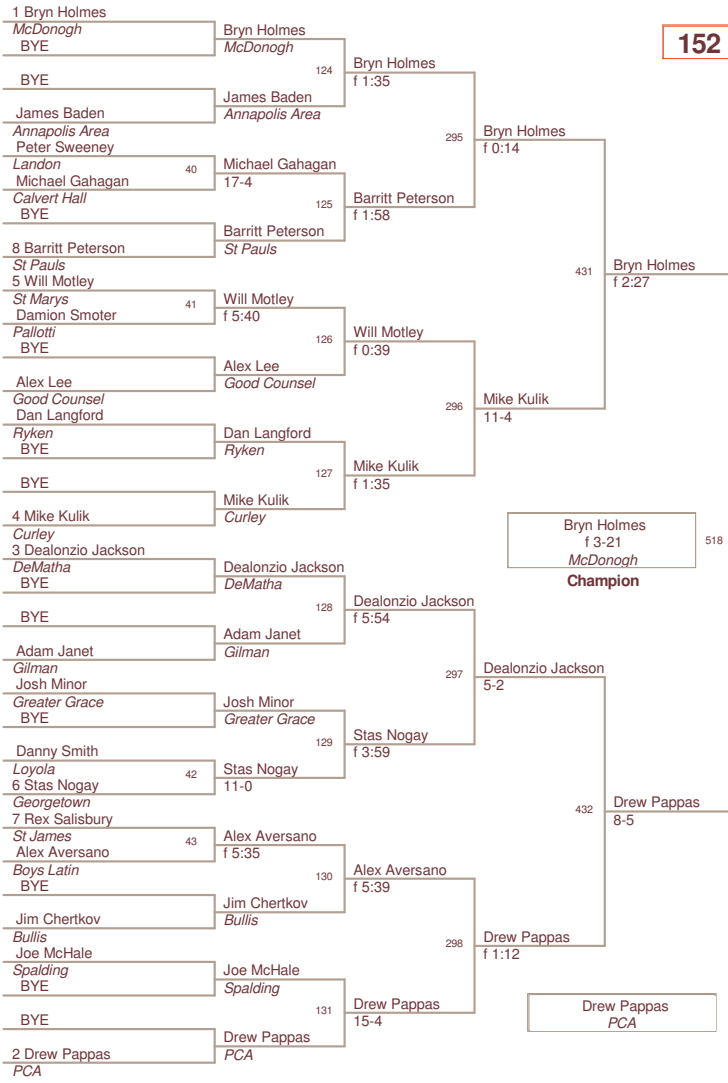 1 Bryn Holmes
McDonogh
BYE
BYE
James Baden
Annapolis Area
Peter Sweeney
Landon
Michael Gahagan
Calvert Hall
BYE
8 Barritt Peterson
St Pauls
5 Will Motley
St Marys
Damion Smoter
Pallotti
BYE
Alex Lee
Good Counsel
Dan Langford
Ryken
BYE
BYE
4 Mike Kulik
Curley
3 Dealonzio Jackson
DeMatha
BYE
BYE
Adam Janet
Gilman
Josh Minor
Greater Grace
BYE
Danny Smith
Loyola
6 Stas Nogay
Georgetown
7 Rex Salisbury
St James
Alex Aversano
Boys Latin
BYE
Jim Chertkov
Bullis
Joe McHale
Spalding
BYE
BYE
2 Drew Pappas
PCA
40
41
42
43
Bryn Holmes
McDonogh
James Baden
Annapolis Area
Michael Gahagan
17-4
Barritt Peterson
St Pauls
Will Motley
f 5:40
Alex Lee
Good Counsel
Dan Langford
Ryken
Mike Kulik
Curley
Dealonzio Jackson
DeMatha
Adam Janet
Gilman
Josh Minor
Greater Grace
Stas Nogay
11-0
Alex Aversano
f 5:35
Jim Chertkov
Bullis
Joe McHale
Spalding
Drew Pappas
PCA
124
125
126
127
128
129
130
131
Bryn Holmes
f 1:35
Barritt Peterson
f 1:58
Will Motley
f 0:39
Mike Kulik
f 1:35
Dealonzio Jackson
f 5:54
Stas Nogay
f 3:59
Alex Aversano
f 5:39
Drew Pappas
15-4
295
296
297
298
Bryn Holmes
f 0:14
Mike Kulik
11-4
Dealonzio Jackson
5-2
Drew Pappas
f 1:12
431
432
Bryn Holmes
f 2:27
Drew Pappas
8-5
152
Bryn Holmes
f 3-21
McDonogh
518
Champion
Drew Pappas
PCA